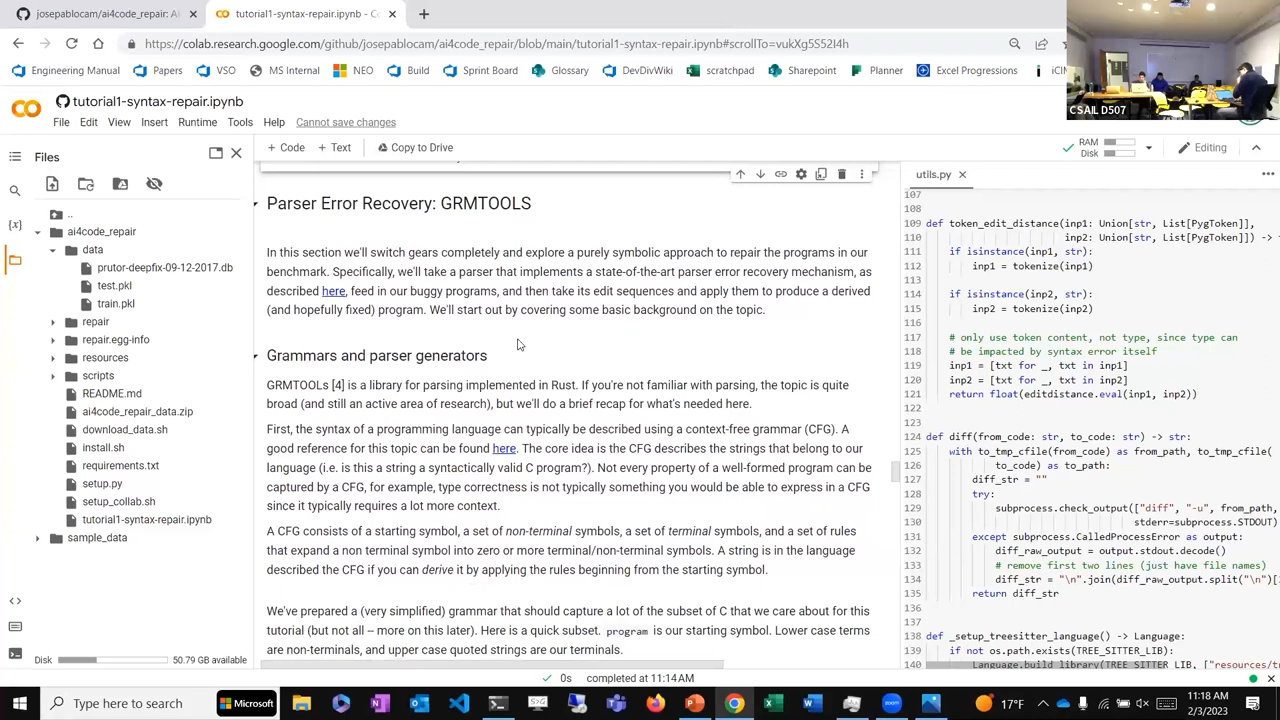 josepablocam/ai4code_repair: A
tutorial1-syntax-repair.ipynb - C
https://colab.research.google.com/github/josepablocam/ai4code_repair/blob/main/tutorial1-syntax-repair.ipynb#scrollTo=vukXg5S52I4h
Engineering Manual
Papers
VSO
MS Internal
NEO
Build
Sprint Board
Glossary
DevDivWiki
scratchpad
Sharepoint
Planner
Excel Progressions
CSAIL D507
tutorial1-syntax-repair.ipynb
File Edit View Insert Runtime Tools Help Cannot save changes
Files
+ Code + Text Copy to Drive
RAM
Disk
Editing
..
ai4code_repair
data
prutor-deepfix-09-12-2017.db
test.pkl
train.pkl
repair
repair.egg-info
resources
scripts
README.md
ai4code_repair_data.zip
download_data.sh
install.sh
requirements.txt
setup.py
setup_collab.sh
tutorial1-syntax-repair.ipynb
sample_data
Disk 50.79 GB available
Parser Error Recovery: GRMTOOLS
In this section we'll switch gears completely and explore a purely symbolic approach to repair the programs in our
benchmark. Specifically, we'll take a parser that implements a state-of-the-art parser error recovery mechanism, as
described here, feed in our buggy programs, and then take its edit sequences and apply them to produce a derived
(and hopefully fixed) program. We'll start out by covering some basic background on the topic.
Grammars and parser generators
GRMTOOLs [4] is a library for parsing implemented in Rust. If you're not familiar with parsing, the topic is quite
broad (and still an active area of research), but we'll do a brief recap for what's needed here.
First, the syntax of a programming language can typically be described using a context-free grammar (CFG). A
good reference for this topic can be found here. The core idea is the CFG describes the strings that belong to our
language (i.e. is this a string a syntactically valid C program?). Not every property of a well-formed program can be
captured by a CFG, for example, type correctness is not typically something you would be able to express in a CFG
since it typically requires a lot more context.
A CFG consists of a starting symbol, a set of non-terminal symbols, a set of terminal symbols, and a set of rules
that expand a non terminal symbol into zero or more terminal/non-terminal symbols. A string is in the language
described the CFG if you can derive it by applying the rules beginning from the starting symbol.
We've prepared a (very simplified) grammar that should capture a lot of the subset of C that we care about for this
tutorial (but not all -- more on this later). Here is a quick subset. program is our starting symbol. Lower case terms
are non-terminals, and upper case quoted strings are our terminals.
utils.py
107
108
109 def token_edit_distance(inp1: Union[str, List[PygToken]],
110 inp2: Union[str, List[PygToken]]) ->
111 if isinstance(inp1, str):
112 inp1 = tokenize(inp1)
113
114 if isinstance(inp2, str):
115 inp2 = tokenize(inp2)
116
117 # only use token content, not type, since type can
118 # be impacted by syntax error itself
119 inp1 = [txt for _, txt in inp1]
120 inp2 = [txt for _, txt in inp2]
121 return float(editdistance.eval(inp1, inp2))
122
123
124 def diff(from_code: str, to_code: str) -> str:
125 with to_tmp_cfile(from_code) as from_path, to_tmp_cfile(
126 to_code) as to_path:
127 diff_str = ""
128 try:
129 subprocess.check_output(["diff", "-u", from_path,
130 stderr=subprocess.STDOUT)
131 except subprocess.CalledProcessError as output:
132 diff_raw_output = output.stdout.decode()
133 # remove first two lines (just have file names)
134 diff_str = "\n".join(diff_raw_output.split("\n")[
135 return diff_str
136
137
138 def _setup_treesitter_language() -> Language:
139 if not os.path.exists(TREE_SITTER_LIB):
140 Language.build_library(TREE_SITTER_LIB, ["resources/t
0s completed at 11:14 AM
Type here to search
Microsoft
17°F
11:18 AM
2/3/2023